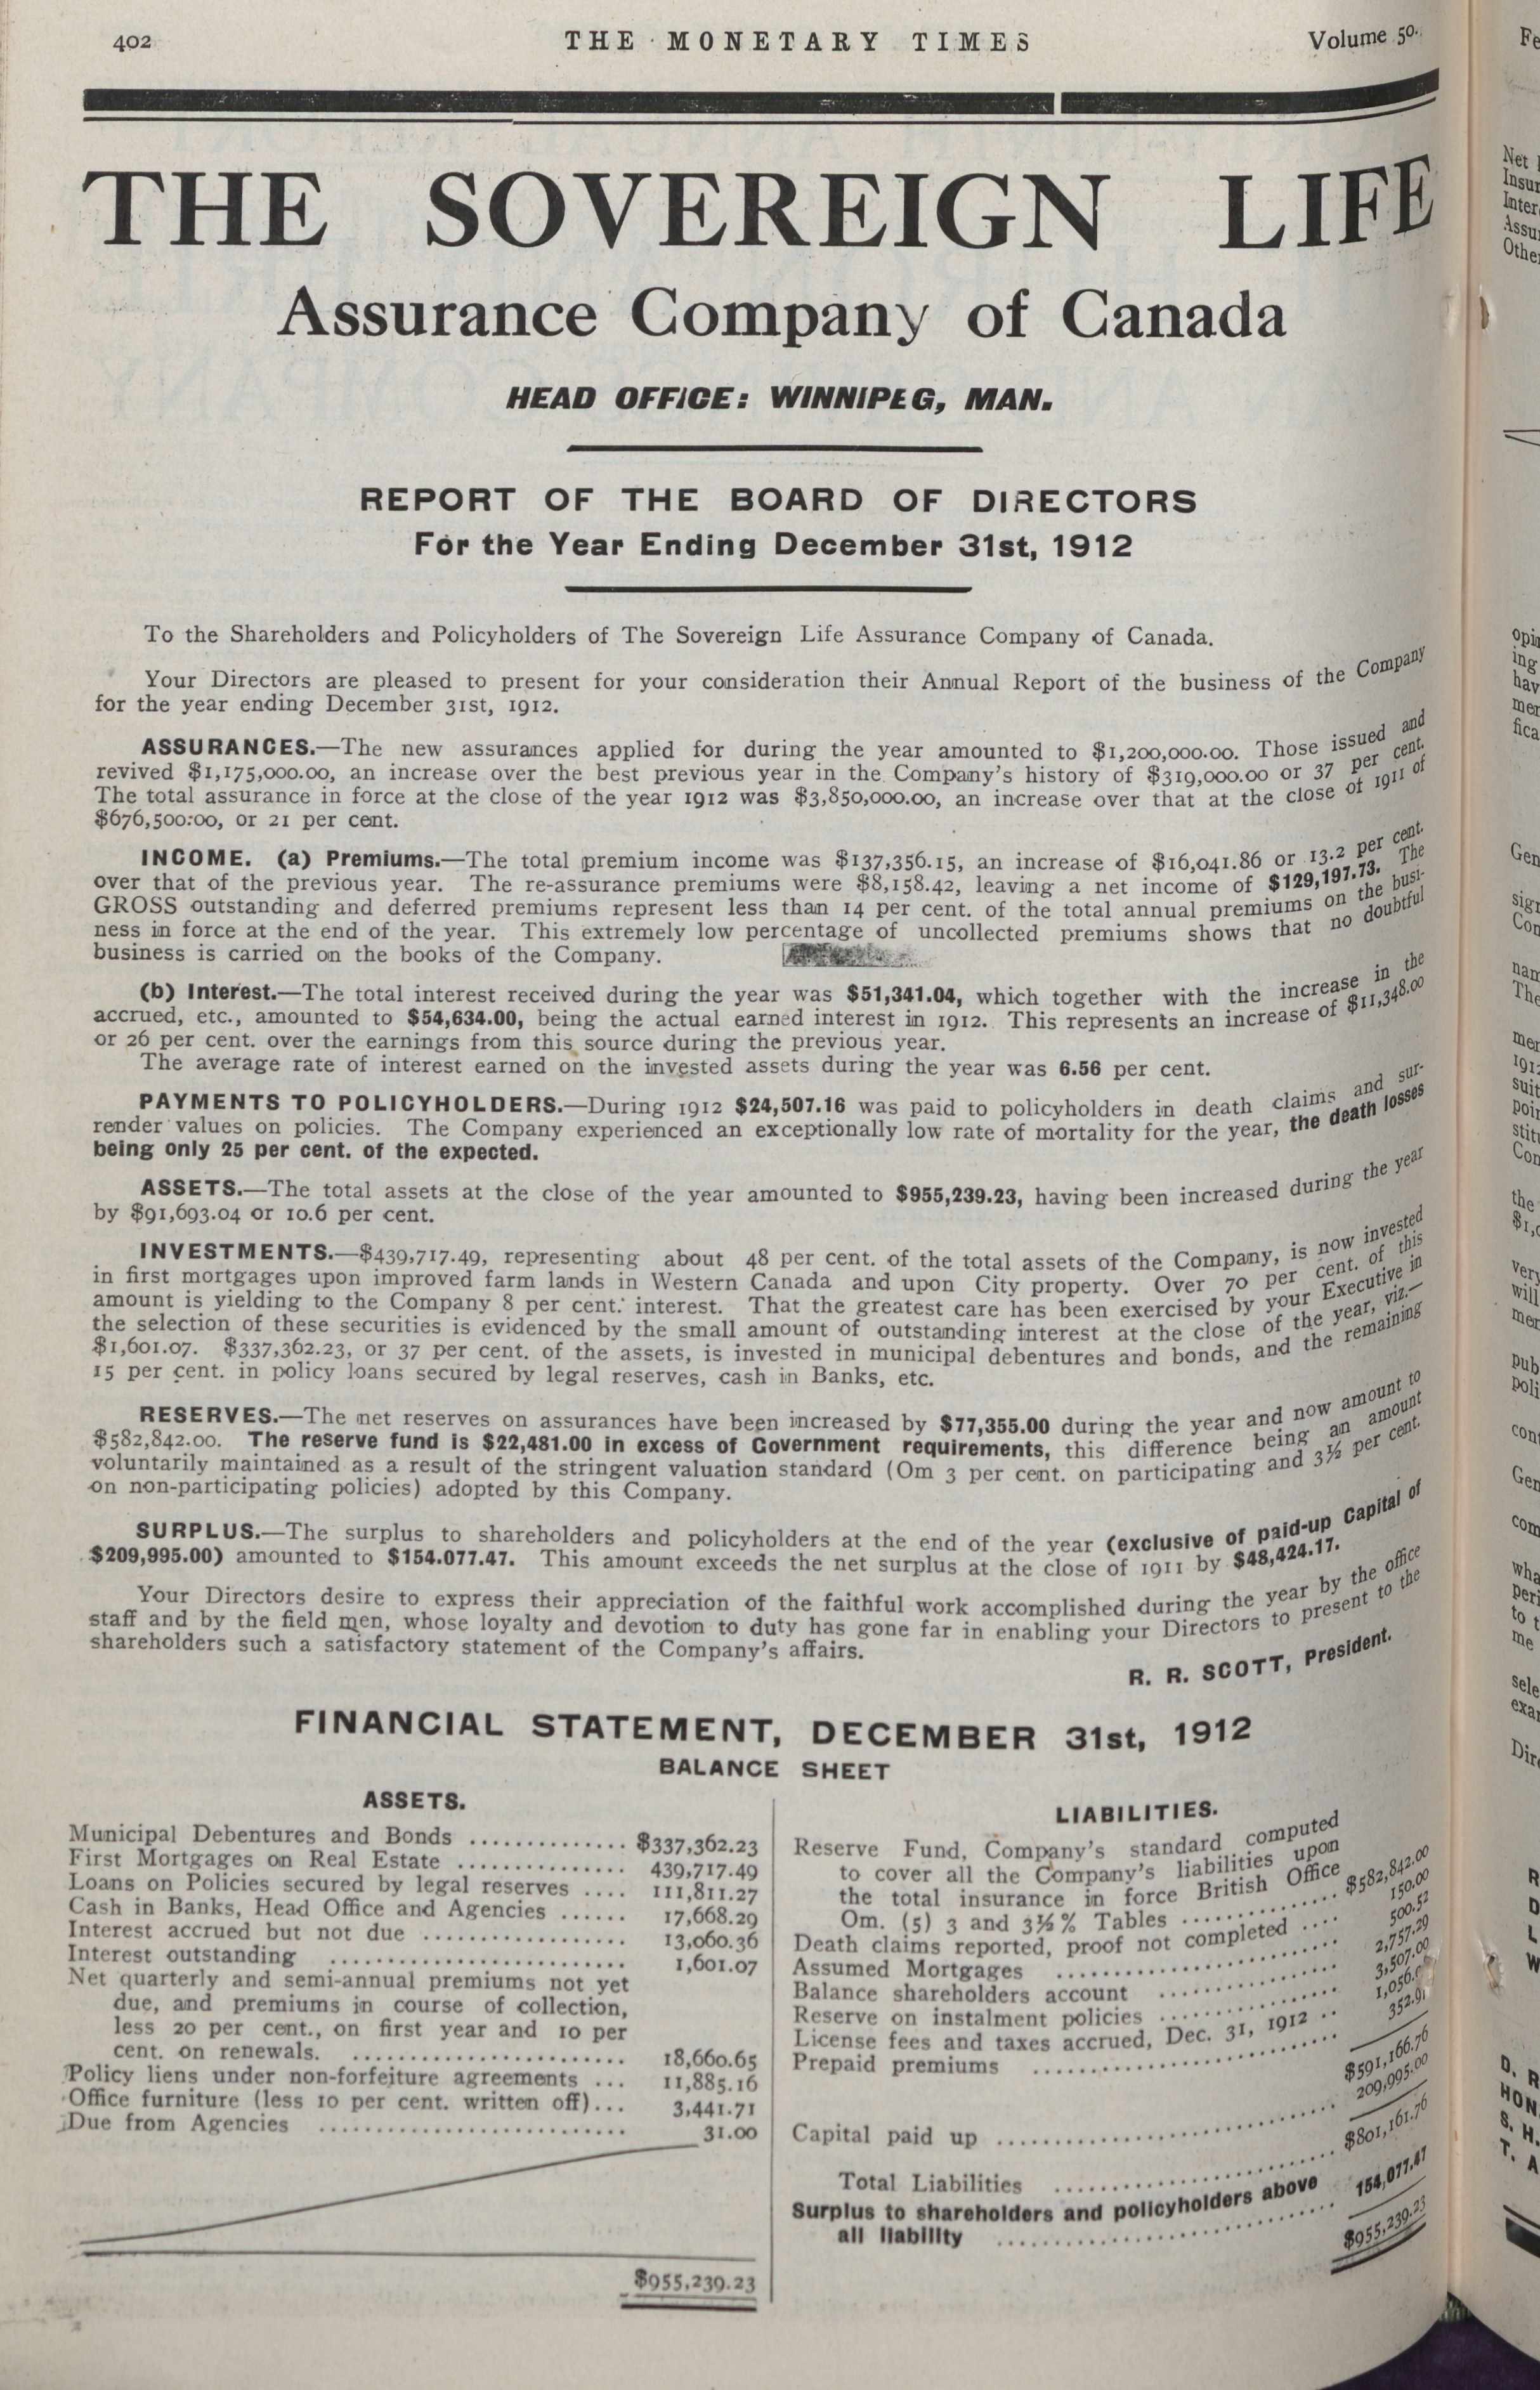 402 THE MONETARY TIMES Volume 50.
THE SOVEREIGN LIFE
Assurance Company of Canada
HEAD OFFICE: WINNIPEG, MAN.
REPORT OF THE BOARD OF DIRECTORS
For the Year Ending December 31st, 1912
To the Shareholders and Policyholders of The Sovereign Life Assurance Company of Canada.
Your Directors are pleased to present for your consideration their Annual Report of the business of the Company
for the year ending December 31st, 1912.
ASSURANCES.—The new assurances applied for during the year amounted to $1,200,000.00. Those issued and
revived $1,175,000.00, an increase over the best previous year in the Company's history of $319,000.00 or 37 per cent.
The total assurance in force at the close of the year 1912 was $3,850,000.00, an increase over that at the close of 1911 of
$676,500.00, or 21 per cent.
INCOME. (a) Premiums.—The total premium income was $137,356.15, an increase of $16,041.86 or 13.2 per cent.
over that of the previous year. The re-assurance premiums were $8,158.42, leaving a net income of $129,197.73. The
GROSS outstanding and deferred premiums represent less than 14 per cent. of the total annual premiums on the busi-
ness in force at the end of the year. This extremely low percentage of uncollected premiums shows that no doubtful
business is carried on the books of the Company.
(b) Interest.—The total interest received during the year was $51,341.04, which together with the increase in the
accrued, etc., amounted to $54,634.00, being the actual earned interest in 1912. This represents an increase of $11,348.00
or 26 per cent. over the earnings from this source during the previous year.
The average rate of interest earned on the invested assets during the year was 6.56 per cent.
PAYMENTS TO POLICYHOLDERS.—During 1912 $24,507.16 was paid to policyholders in death claims and sur-
render values on policies. The Company experienced an exceptionally low rate of mortality for the year, the death losses
being only 25 per cent. of the expected.
ASSETS.—The total assets at the close of the year amounted to $955,239.23, having been increased during the year
by $91,693.04 or 10.6 per cent.
INVESTMENTS.—$439,717.49, representing about 48 per cent. of the total assets of the Company, is now invested
in first mortgages upon improved farm lands in Western Canada and upon City property. Over 70 per cent. of this
amount is yielding to the Company 8 per cent. interest. That the greatest care has been exercised by your Executive in
the selection of these securities is evidenced by the small amount of outstanding interest at the close of the year, viz.—
$1,601.07. $337,362.23, or 37 per cent. of the assets, is invested in municipal debentures and bonds, and the remaining
15 per cent. in policy loans secured by legal reserves, cash in Banks, etc.
RESERVES.—The net reserves on assurances have been increased by $77,355.00 during the year and now amount to
$582,842.00. The reserve fund is $22,481.00 in excess of Government requirements, this difference being an amount
voluntarily maintained as a result of the stringent valuation standard (Om 3 per cent. on participating and 3½ per cent.
on non-participating policies) adopted by this Company.
SURPLUS.—The surplus to shareholders and policyholders at the end of the year (exclusive of paid-up Capital of
$209,995.00) amounted to $154.077.47. This amount exceeds the net surplus at the close of 1911 by $48,424.17.
Your Directors desire to express their appreciation of the faithful work accomplished during the year by the office
staff and by the field men, whose loyalty and devotion to duty has gone far in enabling your Directors to present to the
shareholders such a satisfactory statement of the Company's affairs.
R. R. SCOTT, President.
FINANCIAL STATEMENT, DECEMBER 31st, 1912
BALANCE SHEET
ASSETS.
Municipal Debentures and Bonds .............. $337,362.23
First Mortgages on Real Estate ............... 439,717.49
Loans on Policies secured by legal reserves .... 111,811.27
Cash in Banks, Head Office and Agencies ...... 17,668.29
Interest accrued but not due .................. 13,060.36
Interest outstanding .......................... 1,601.07
Net quarterly and semi-annual premiums not yet
due, and premiums in course of collection,
less 20 per cent., on first year and 10 per
cent. on renewals. ........................ 18,660.65
Policy liens under non-forfeiture agreements ... 11,885.16
Office furniture (less 10 per cent. written off)... 3,441.71
Due from Agencies ........................... 31.00
$955,239.23
LIABILITIES.
Reserve Fund, Company's standard computed
to cover all the Company's liabilities upon
the total insurance in force British Office
Om. (5) 3 and 3½% Tables .............. $582,842.00
Death claims reported, proof not completed .... 150.00
Assumed Mortgages ......................... 500.52
Balance shareholders account ................ 2,757.29
Reserve on instalment policies ................ 3,507.00
License fees and taxes accrued, Dec. 31, 1912 .. 1,056.
Prepaid premiums ........................... 352.91
$591,166.76
Capital paid up .............................. 209,995.00
Total Liabilities ......................... $801,161.76
Surplus to shareholders and policyholders above
all liability ............................... 154,077.47
$955,239.23